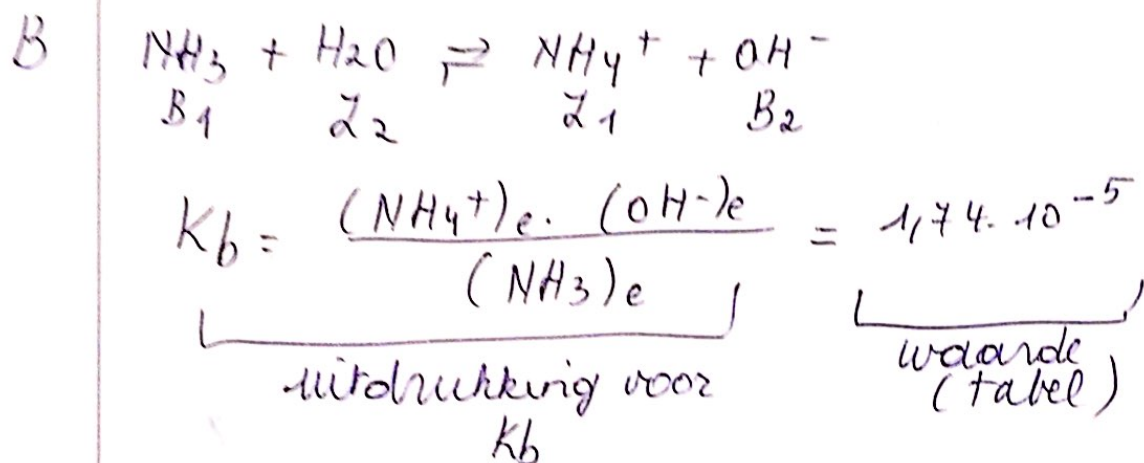 B NH3 + H2O ⇌ NH4+ + OH-
B1 Z2 Z1 B2
Kb = (NH4+)e. (OH-)e / (NH3)e = 1,74. 10-5
uitdrukking voor Kb
waarde (tabel)